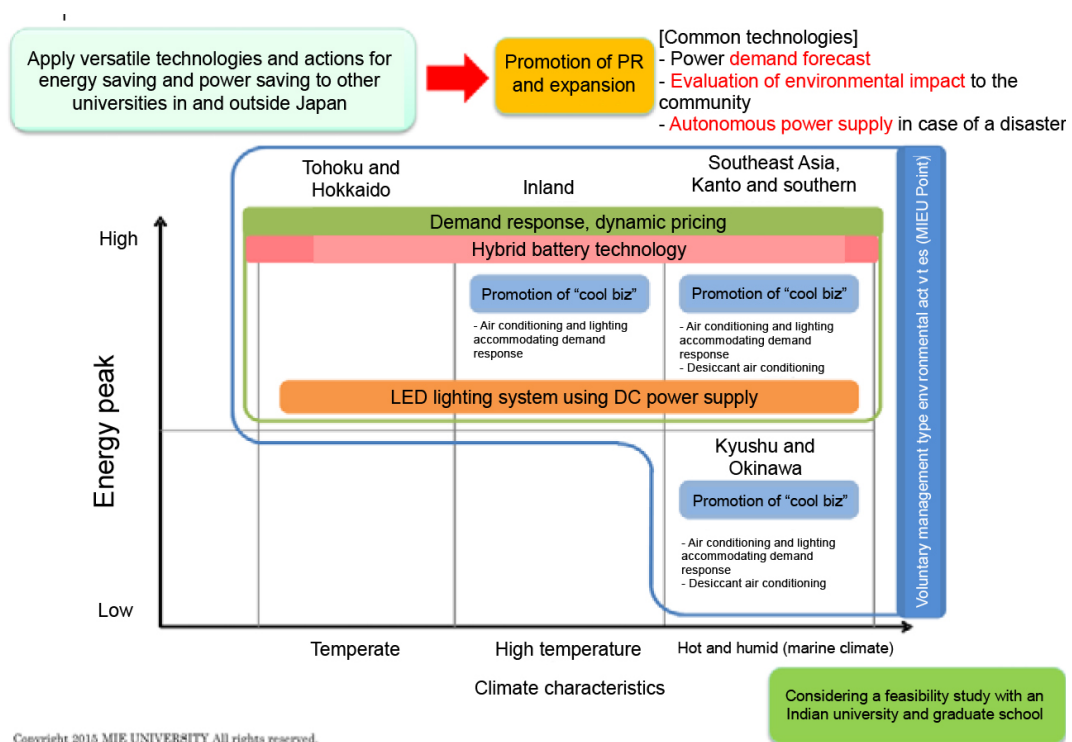 Apply versatile technologies and actions for
energy saving and power saving to other
universities in and outside Japan
Promotion of PR
and expansion
[Common technologies]
- Power demand forecast
- Evaluation of environmental impact to the
community
- Autonomous power supply in case of a disaster
Tohoku and
Hokkaido
Inland
Southeast Asia,
Kanto and southern
High
Demand response, dynamic pricing
Hybrid battery technology
Promotion of “cool biz”
- Air conditioning and lighting
accommodating demand
response
Promotion of “cool biz”
- Air conditioning and lighting
accommodating demand
response
- Desiccant air conditioning
LED lighting system using DC power supply
Energy peak
Kyushu and
Okinawa
Promotion of “cool biz”
- Air conditioning and lighting
accommodating demand
response
- Desiccant air conditioning
Low
Voluntary management type environmental act v t es (MIEU Point)
Temperate
High temperature
Hot and humid (marine climate)
Climate characteristics
Considering a feasibility study with an
Indian university and graduate school
Copyright 2015 MIE UNIVERSITY All rights reserved.